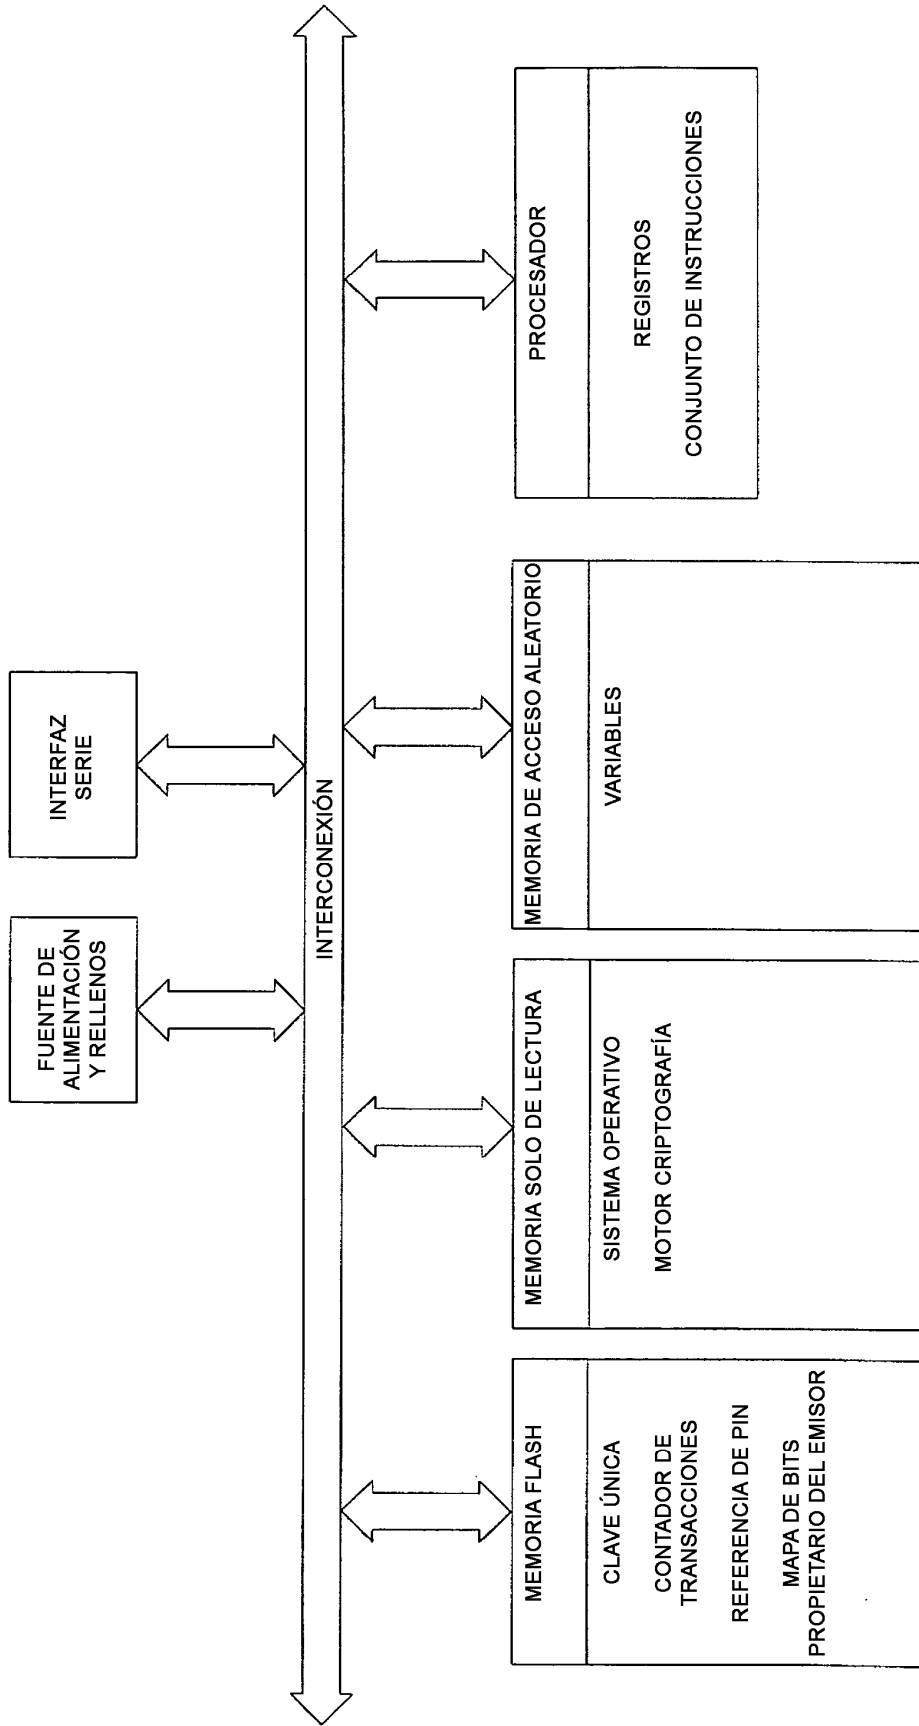 FUENTE DE
ALIMENTACIÓN
Y RELLENOS
INTERFAZ
SERIE
INTERCONEXIÓN
MEMORIA FLASH
CLAVE ÚNICA
CONTADOR DE
TRANSACCIONES
REFERENCIA DE PIN
MAPA DE BITS
PROPIETARIO DEL EMISOR
MEMORIA SOLO DE LECTURA
SISTEMA OPERATIVO
MOTOR CRIPTOGRAFÍA
MEMORIA DE ACCESO ALEATORIO
VARIABLES
PROCESADOR
REGISTROS
CONJUNTO DE INSTRUCCIONES